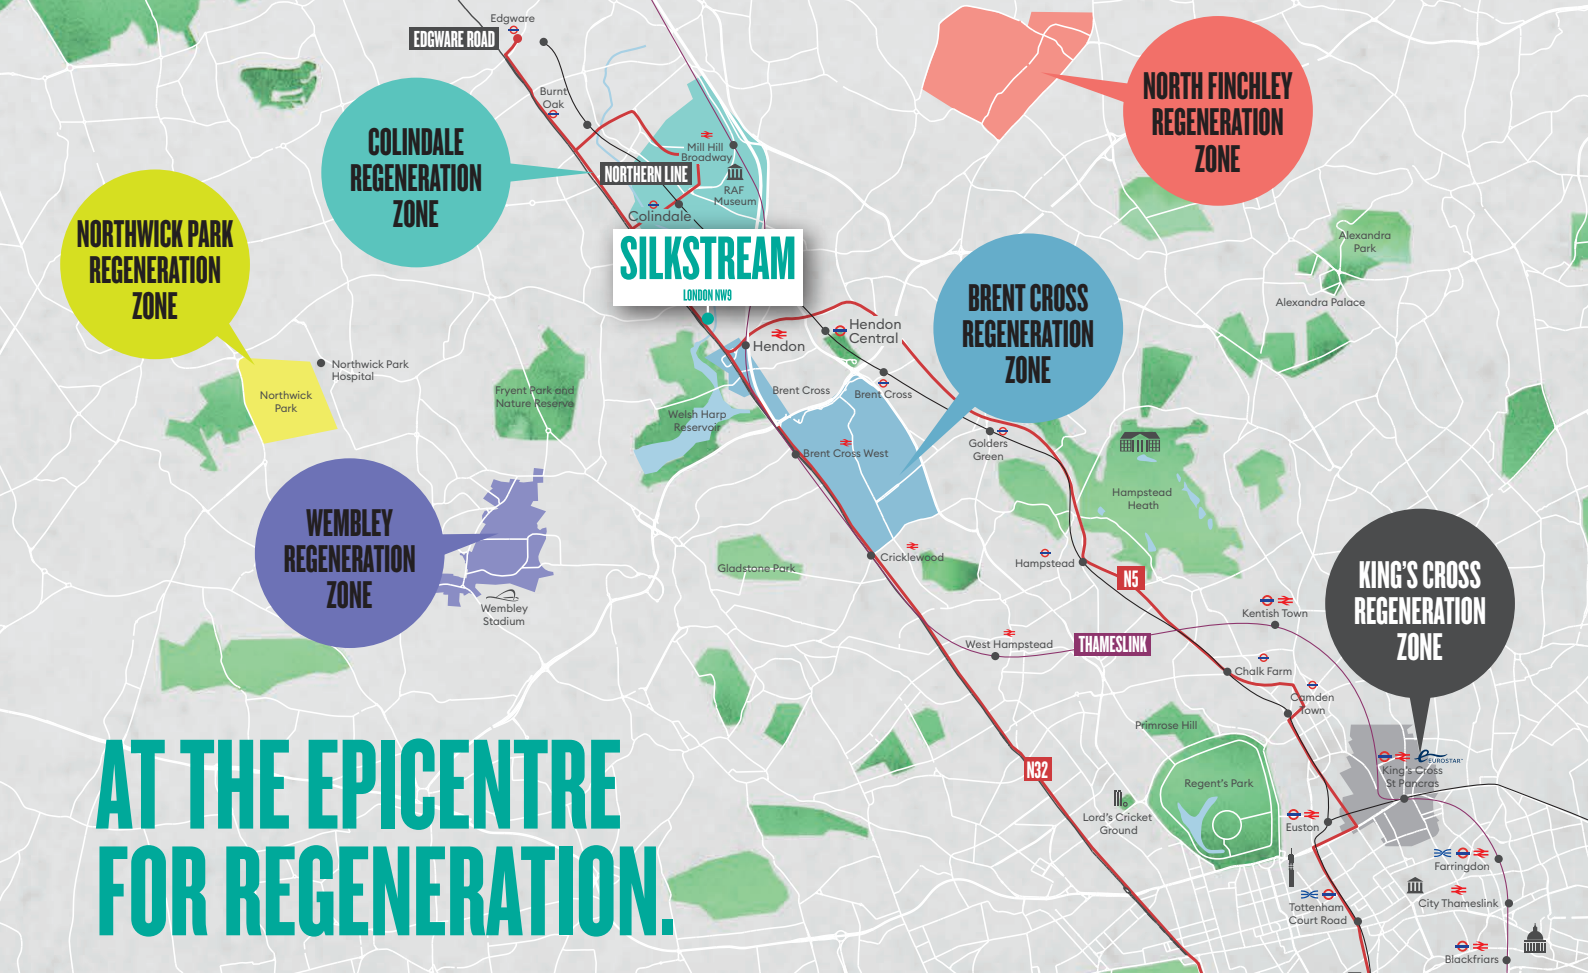 Edgware
EDGWARE ROAD
Burnt
Oak
COLINDALE
REGENERATION
ZONE
NORTH FINCHLEY
REGENERATION
ZONE
Mill Hill
Broadway
NORTHERN LINE
RAF
Museum
Colindale
NORTHWICK PARK
REGENERATION
ZONE
SILKSTREAM
LONDON NW9
Alexandra
Park
Alexandra Palace
BRENT CROSS
REGENERATION
ZONE
Hendon
Hendon
Central
Northwick Park
Hospital
Northwick
Park
Fryent Park and
Nature Reserve
Brent Cross
Brent Cross
Welsh Harp
Reservoir
Brent Cross West
Golders
Green
Hampstead
Heath
WEMBLEY
REGENERATION
ZONE
Wembley
Stadium
Gladstone Park
Cricklewood
Hampstead
N5
KING'S CROSS
REGENERATION
ZONE
Kentish Town
West Hampstead
THAMESLINK
Chalk Farm
Camden
Town
Primrose Hill
N32
Regent's Park
EUROSTAR
King's Cross
St Pancras
Lord's Cricket
Ground
Euston
Farringdon
City Thameslink
Tottenham
Court Road
Blackfriars
AT THE EPICENTRE
FOR REGENERATION.